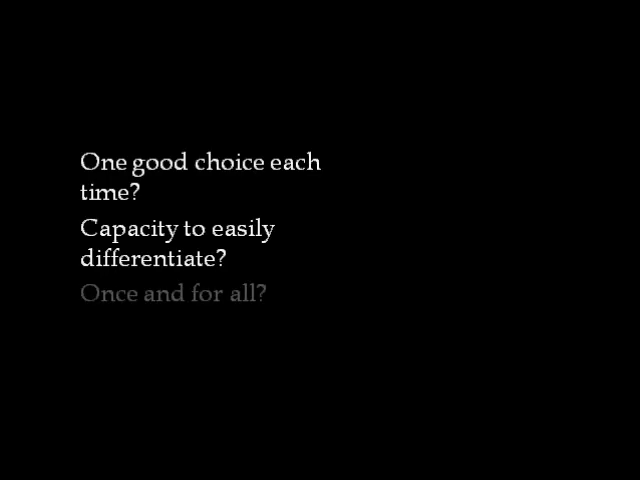 One good choice each
time?
Capacity to easily
differentiate?
Once and for all?